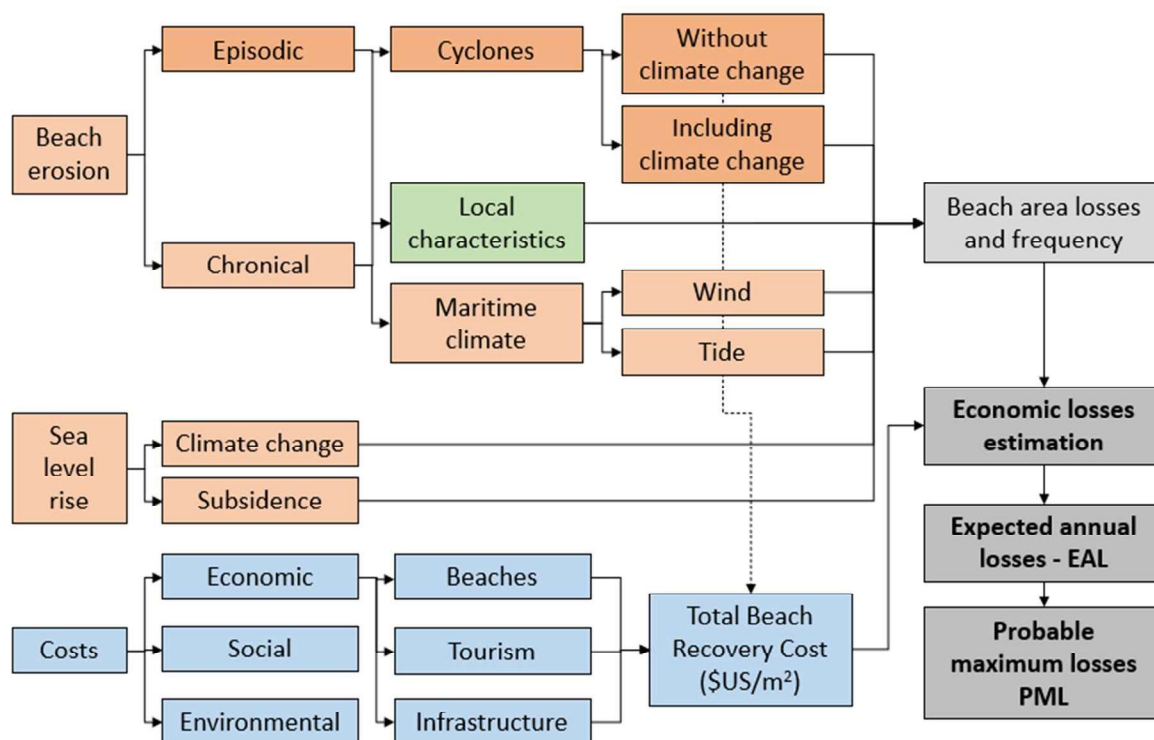 Beach
erosion
Episodic
Chronical
Cyclones
Local
characteristics
Maritime
climate
Without
climate change
Including
climate change
Wind
Tide
Beach area losses
and frequency
Sea
level
rise
Climate change
Subsidence
Costs
Economic
Social
Environmental
Beaches
Tourism
Infrastructure
Total Beach
Recovery Cost
($US/m²)
Economic losses
estimation
Expected annual
losses - EAL
Probable
maximum losses
PML